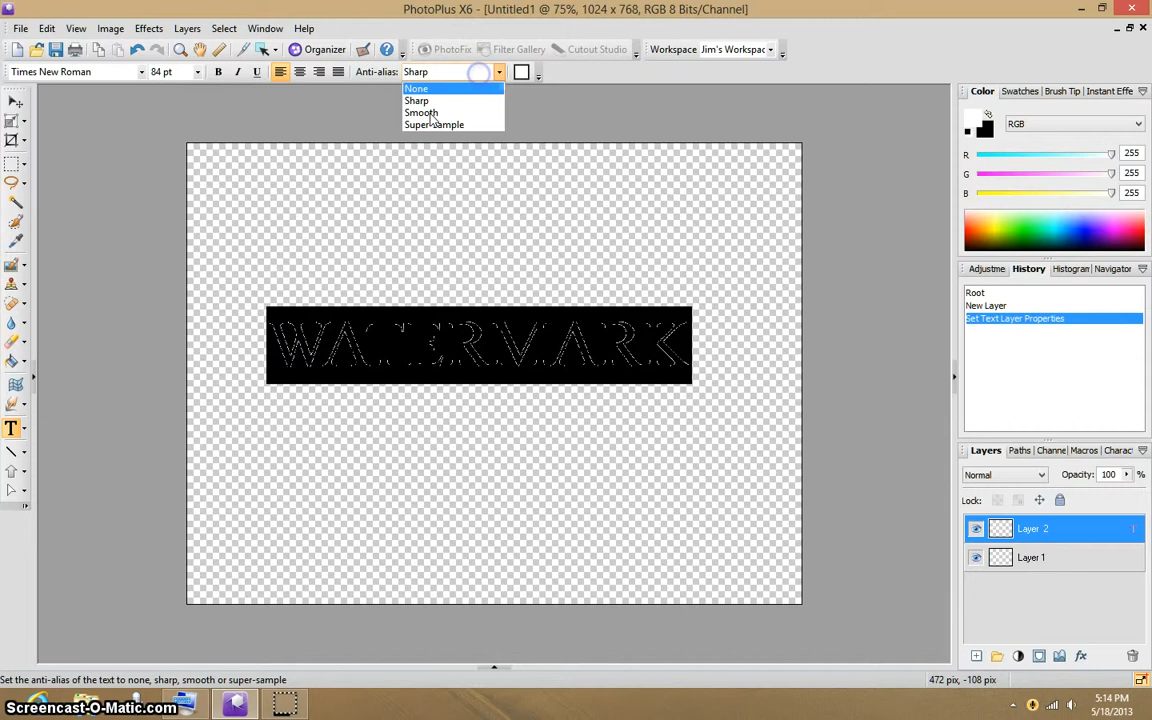 PhotoPlus X6 - [Untitled1 @ 75%, 1024 x 768, RGB 8 Bits/Channel]
File Edit View Image Effects Layers Select Window Help
Organizer PhotoFix Filter Gallery Cutout Studio Workspace Jim's Workspac
Times New Roman 84 pt B I U Anti-alias: Sharp
None
Sharp
Smooth
Super-sample
Color Swatches Brush Tip Instant Effe
RGB
R 255
G 255
B 255
Adjustme History Histogram Navigator
Root
New Layer
Set Text Layer Properties
WATERMARK
Layers Paths Channe Macros Charac
Normal Opacity: 100 %
Lock:
Layer 2 T
Layer 1
fx
Set the anti-alias of the text to none, sharp, smooth or super-sample
472 pix, -108 pix
Screencast-O-Matic.com
5:14 PM
5/18/2013